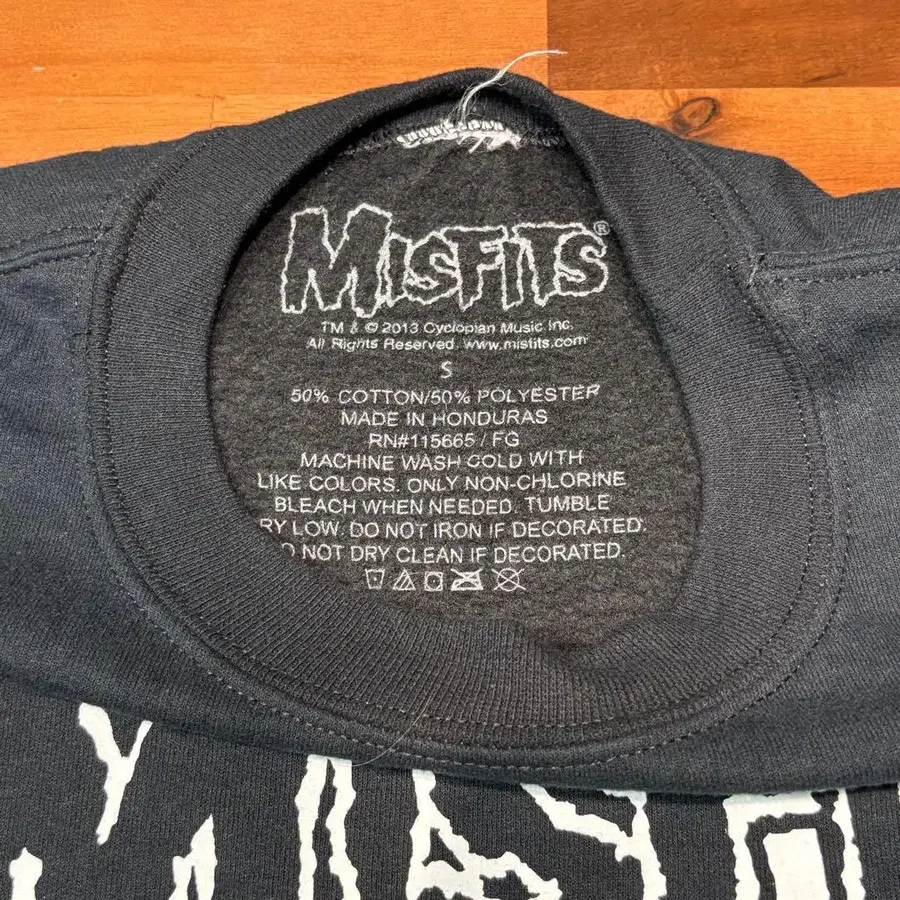 MISFITS®
TM & © 2013 Cyclopian Music Inc.
All Rights Reserved. www.misfits.com
S
50% COTTON/50% POLYESTER
MADE IN HONDURAS
RN#115665 / FG
MACHINE WASH COLD WITH
LIKE COLORS. ONLY NON-CHLORINE
BLEACH WHEN NEEDED. TUMBLE
RY LOW. DO NOT IRON IF DECORATED.
O NOT DRY CLEAN IF DECORATED.